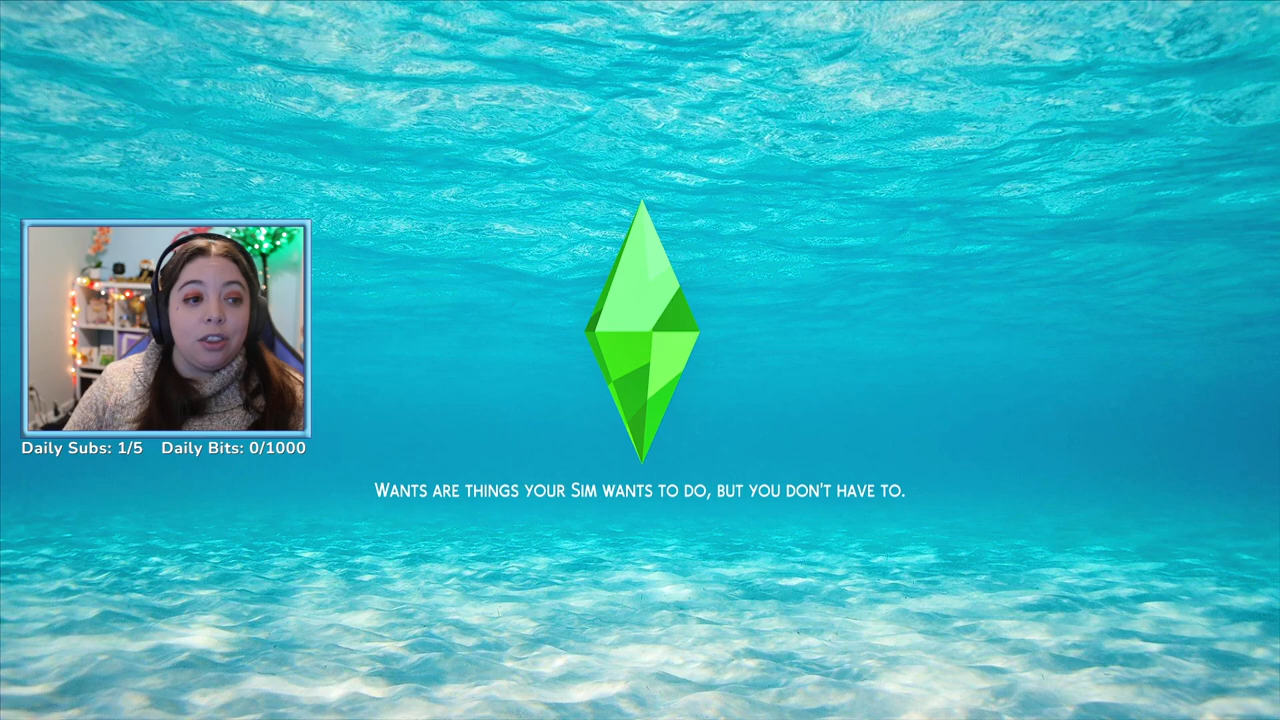 Daily Subs: 1/5 Daily Bits: 0/1000
Wants are things your Sim wants to do, but you don't have to.